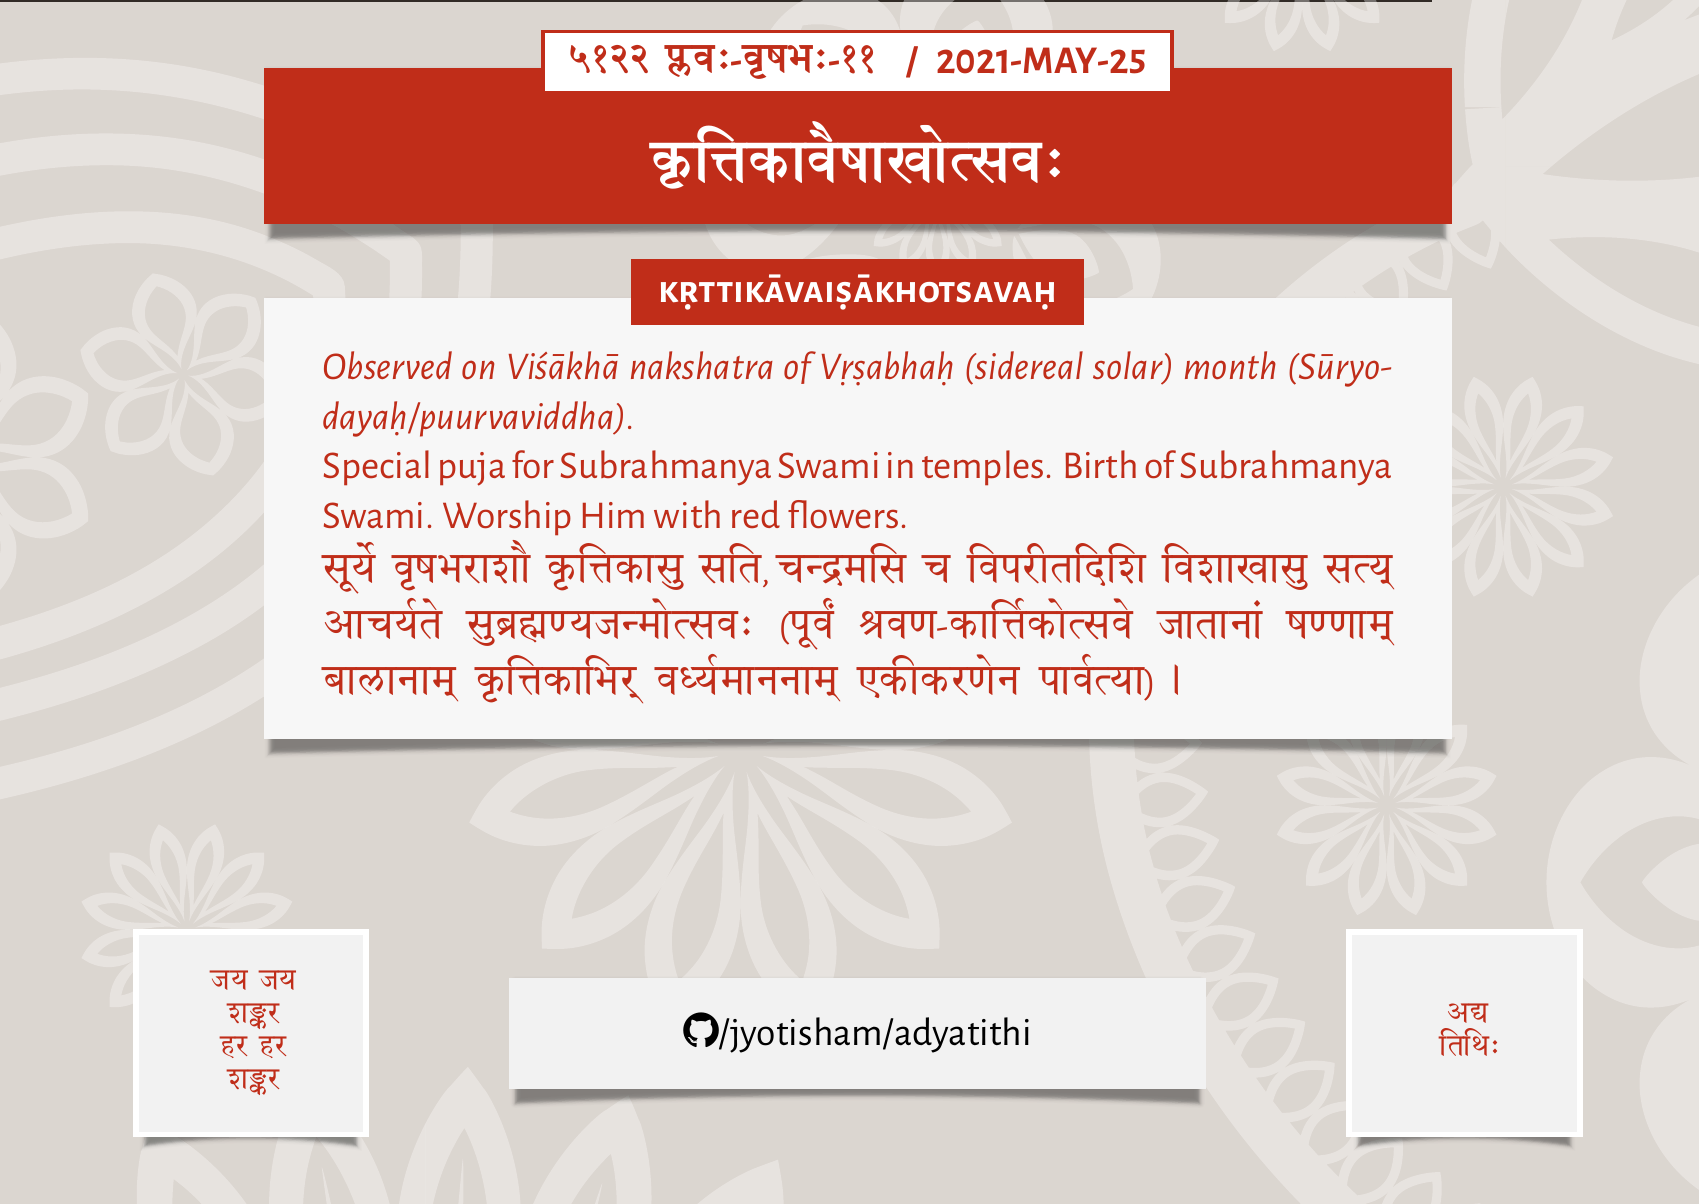 ५१२२ प्लवः-वृषभः-११ / 2021-MAY-25
कृत्तिकावैषाखोत्सवः
KṚTTIKĀVAIṢĀKHOTSAVAḤ
Observed on Viśākhā nakshatra of Vṛṣabhaḥ (sidereal solar) month (Sūryo-
dayaḥ/puurvaviddha).
Special puja for Subrahmanya Swami in temples. Birth of Subrahmanya
Swami. Worship Him with red flowers.
सूर्ये वृषभराशौ कृत्तिकासु सति, चन्द्रमसि च विपरीतदिशि विशाखासु सत्य्
आचर्यते सुब्रह्मण्यजन्मोत्सवः (पूर्वं श्रवण-कार्त्तिकोत्सवे जातानां षण्णाम्
बालानाम् कृत्तिकाभिर् वर्ध्यमाननाम् एकीकरणेन पार्वत्या) ।
जय जय
शङ्कर
हर हर
शङ्कर
/jyotisham/adyatithi
अद्य
तिथिः